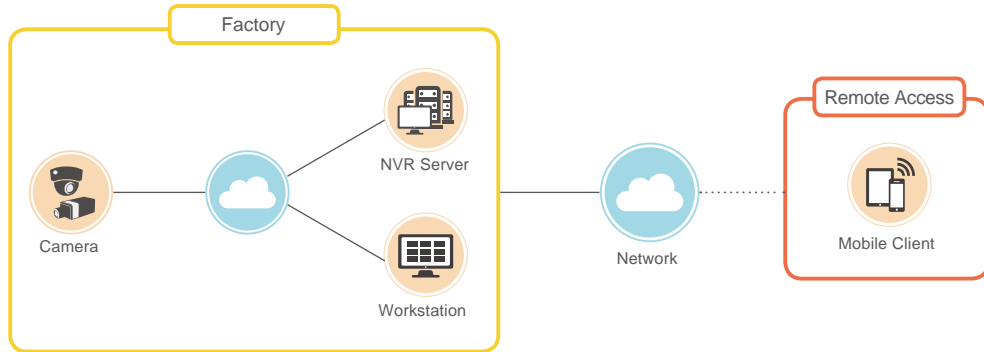 Factory
Remote Access
NVR Server
Camera
Network
Mobile Client
Workstation